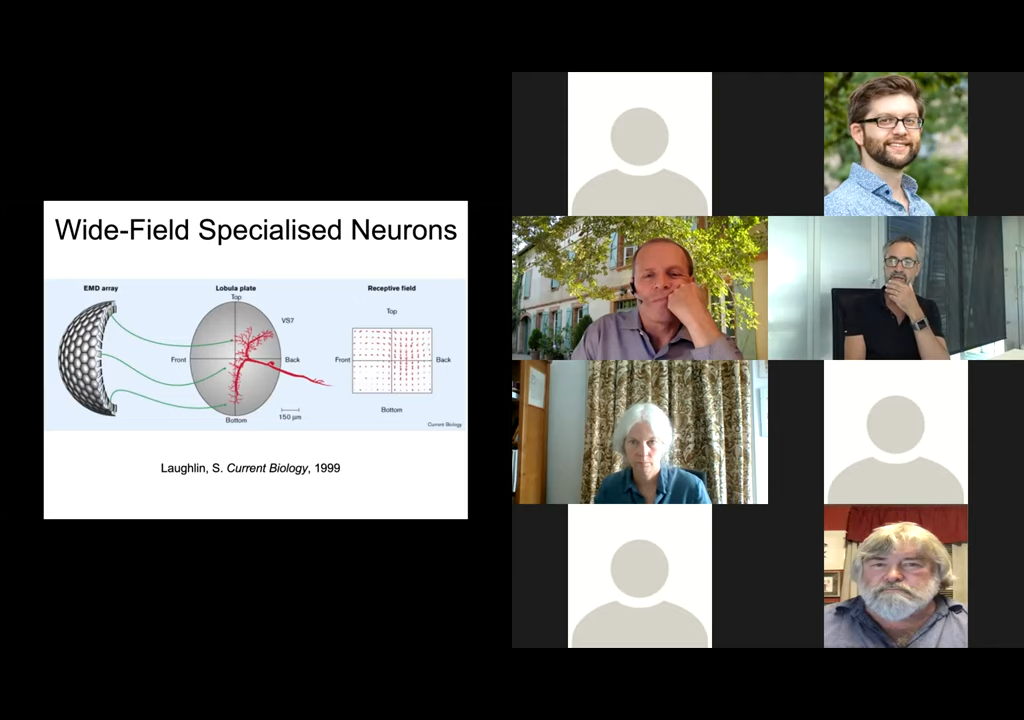 Wide-Field Specialised Neurons
EMD array
Lobula plate
Receptive field
Top
VS7
Front
Back
Bottom
150 µm
Top
Front
Back
Bottom
Current Biology
Laughlin, S. Current Biology, 1999